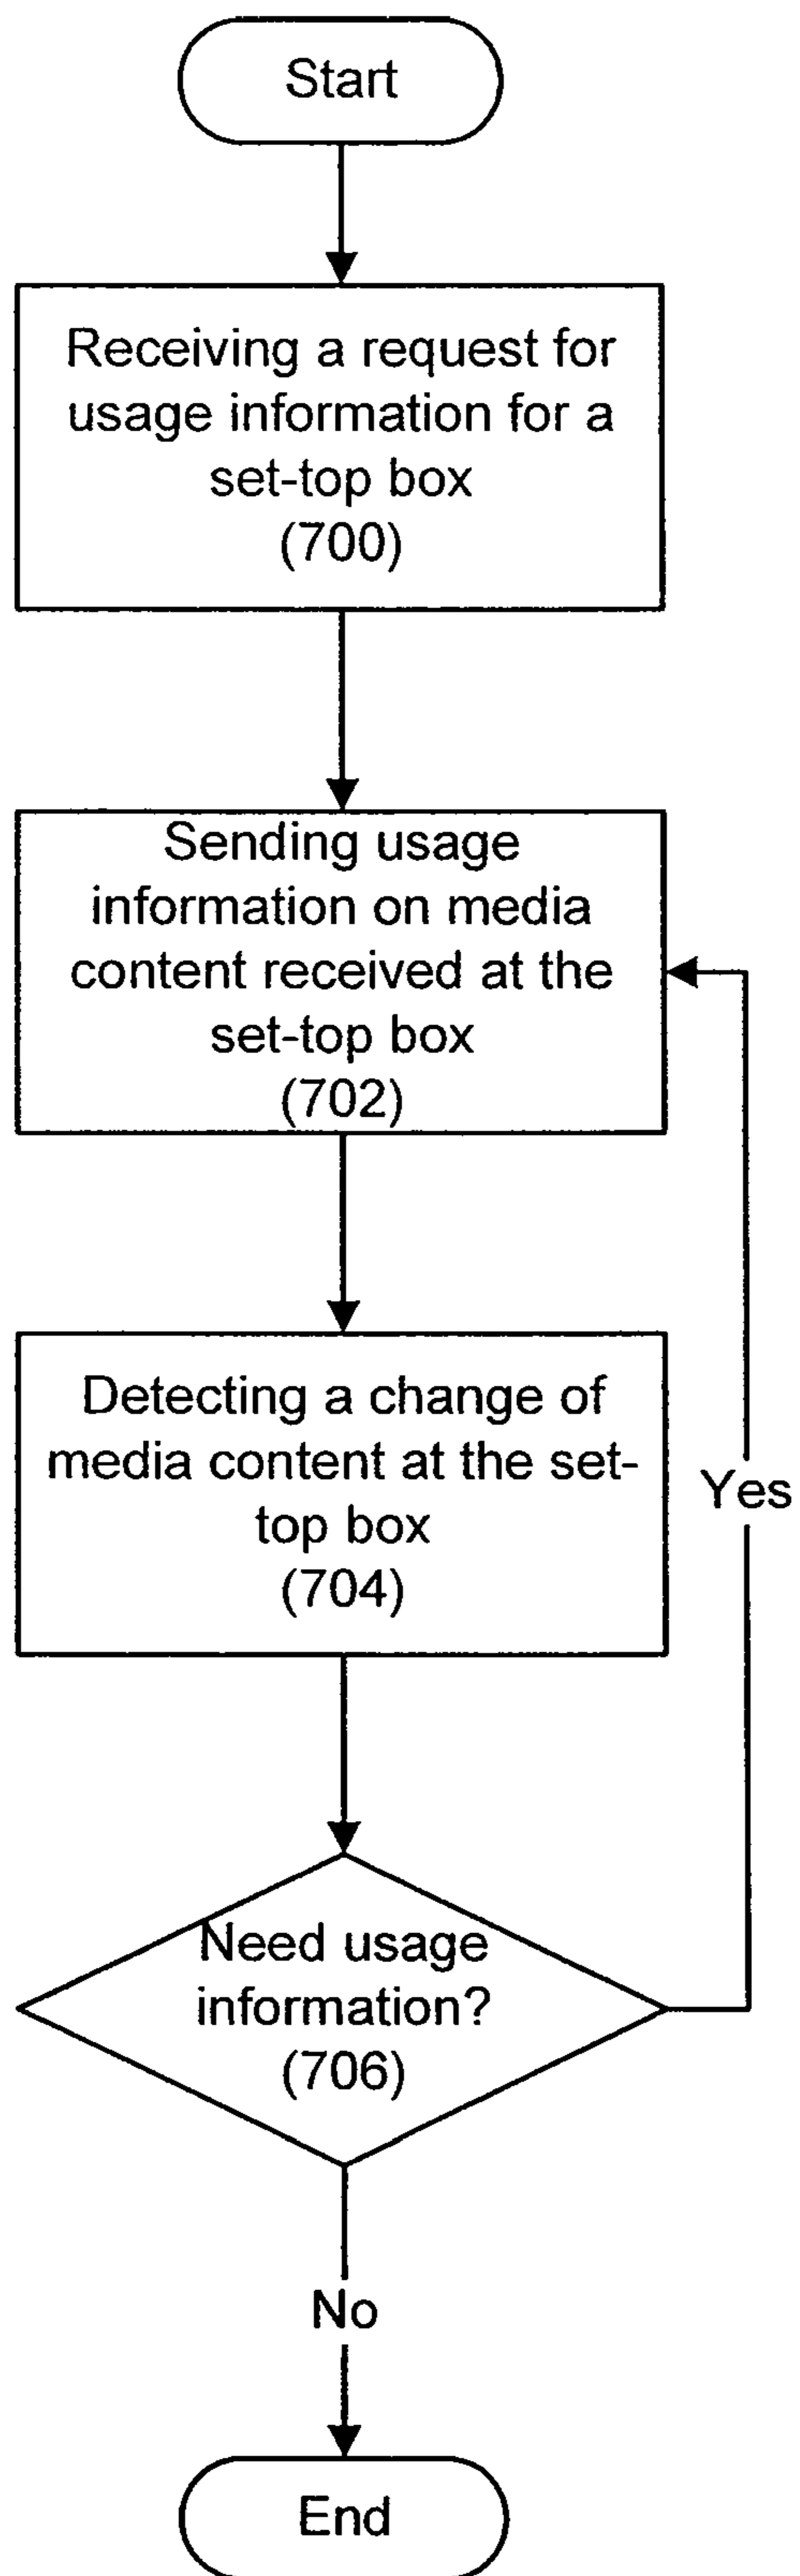 Start
Receiving a request for
usage information for a
set-top box
(700)
Sending usage
information on media
content received at the
set-top box
(702)
Detecting a change of
media content at the set-
top box
(704)
Yes
Need usage
information?
(706)
No
End